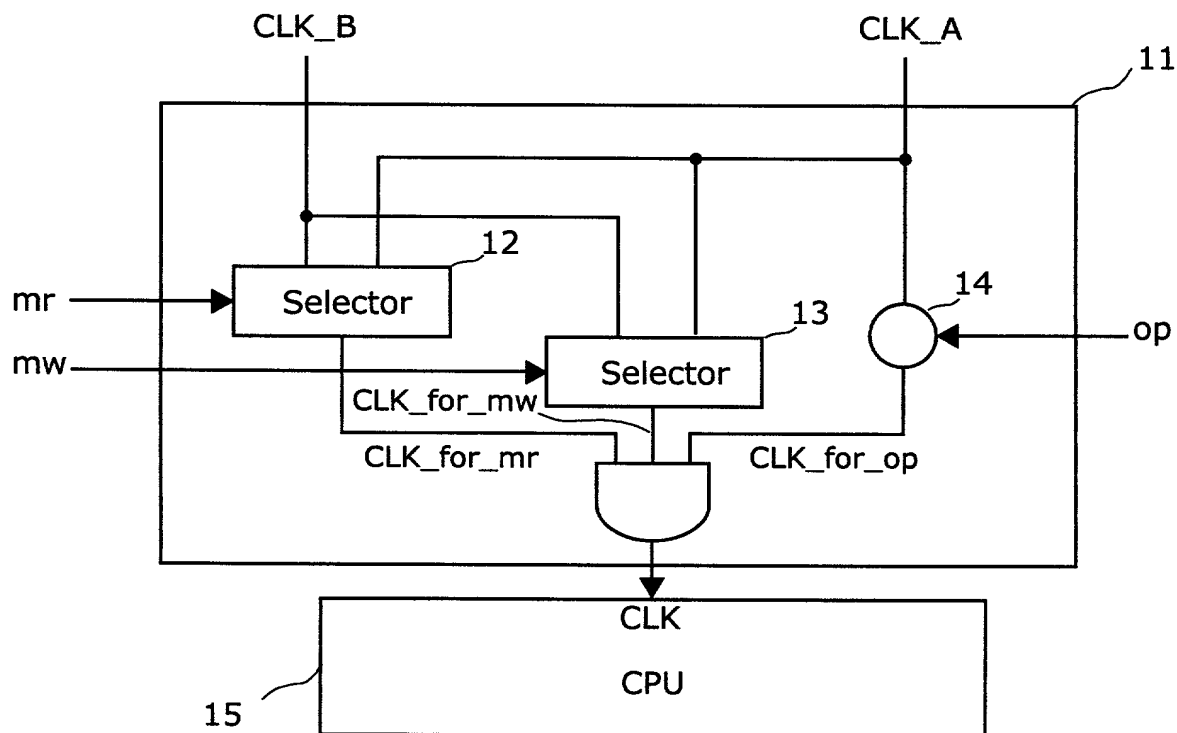 CLK_B
CLK_A
11
12
Selector
mr
14
13
op
mw
Selector
CLK_for_mw
CLK_for_mr
CLK_for_op
CLK
CPU
15